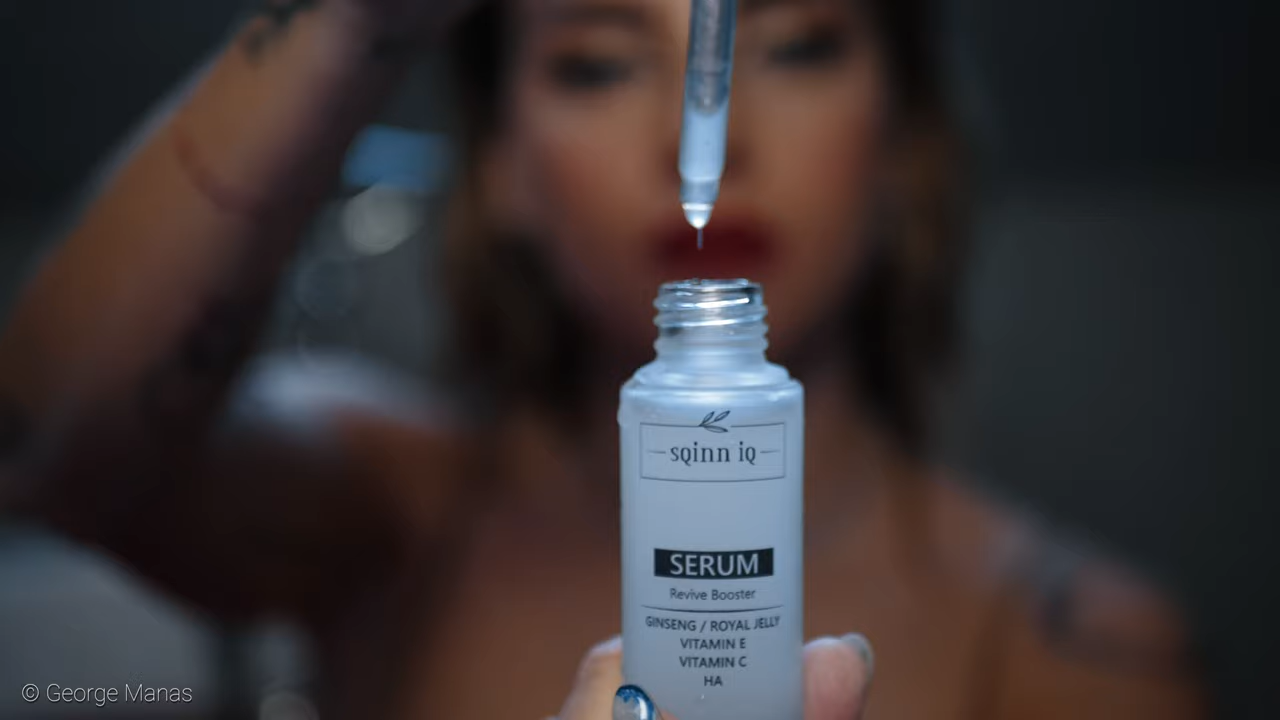 sqinn iq
SERUM
Revive Booster
GINSENG / ROYAL JELLY
VITAMIN E
VITAMIN C
HA
© George Manas